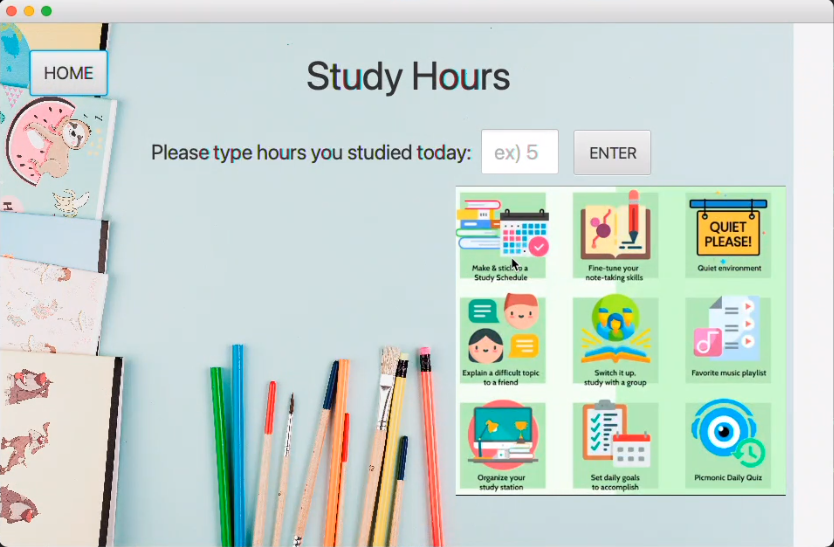 HOME
Study Hours
Please type hours you studied today:
ex) 5
ENTER
Make & stick to a
Study Schedule
Fine-tune your
note-taking skills
QUIET
PLEASE!
Quiet environment
Explain a difficult topic
to a friend
Switch it up,
study with a group
Favorite music playlist
Organize your
study station
Set daily goals
to accomplish
Picmonic Daily Quiz